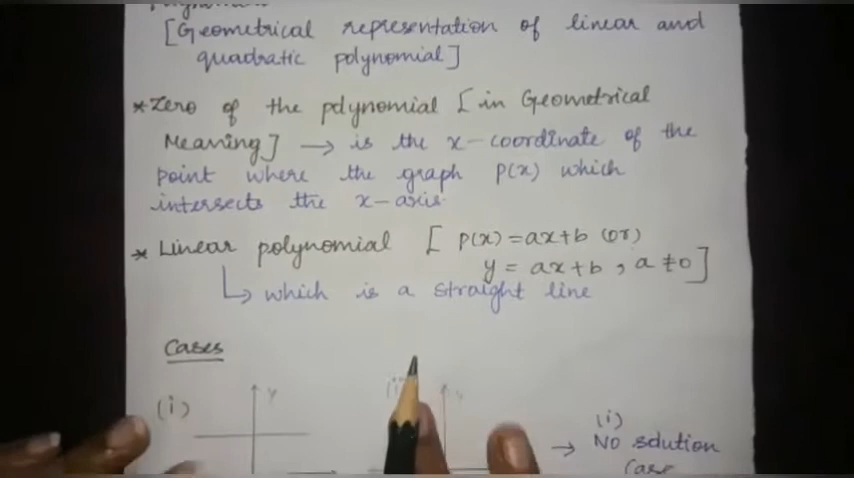 [Geometrical representation of linear and
quadratic polynomial]
* Zero of the polynomial [in Geometrical
Meaning] → is the x-coordinate of the
point where the graph P(x) which
intersects the x-axis.
* Linear polynomial [ P(x) = ax+b (or)
y = ax+b , a ≠ 0 ]
↳ which is a straight line
Cases
(i) Y (ii) Y (i)
→ No solution
Case